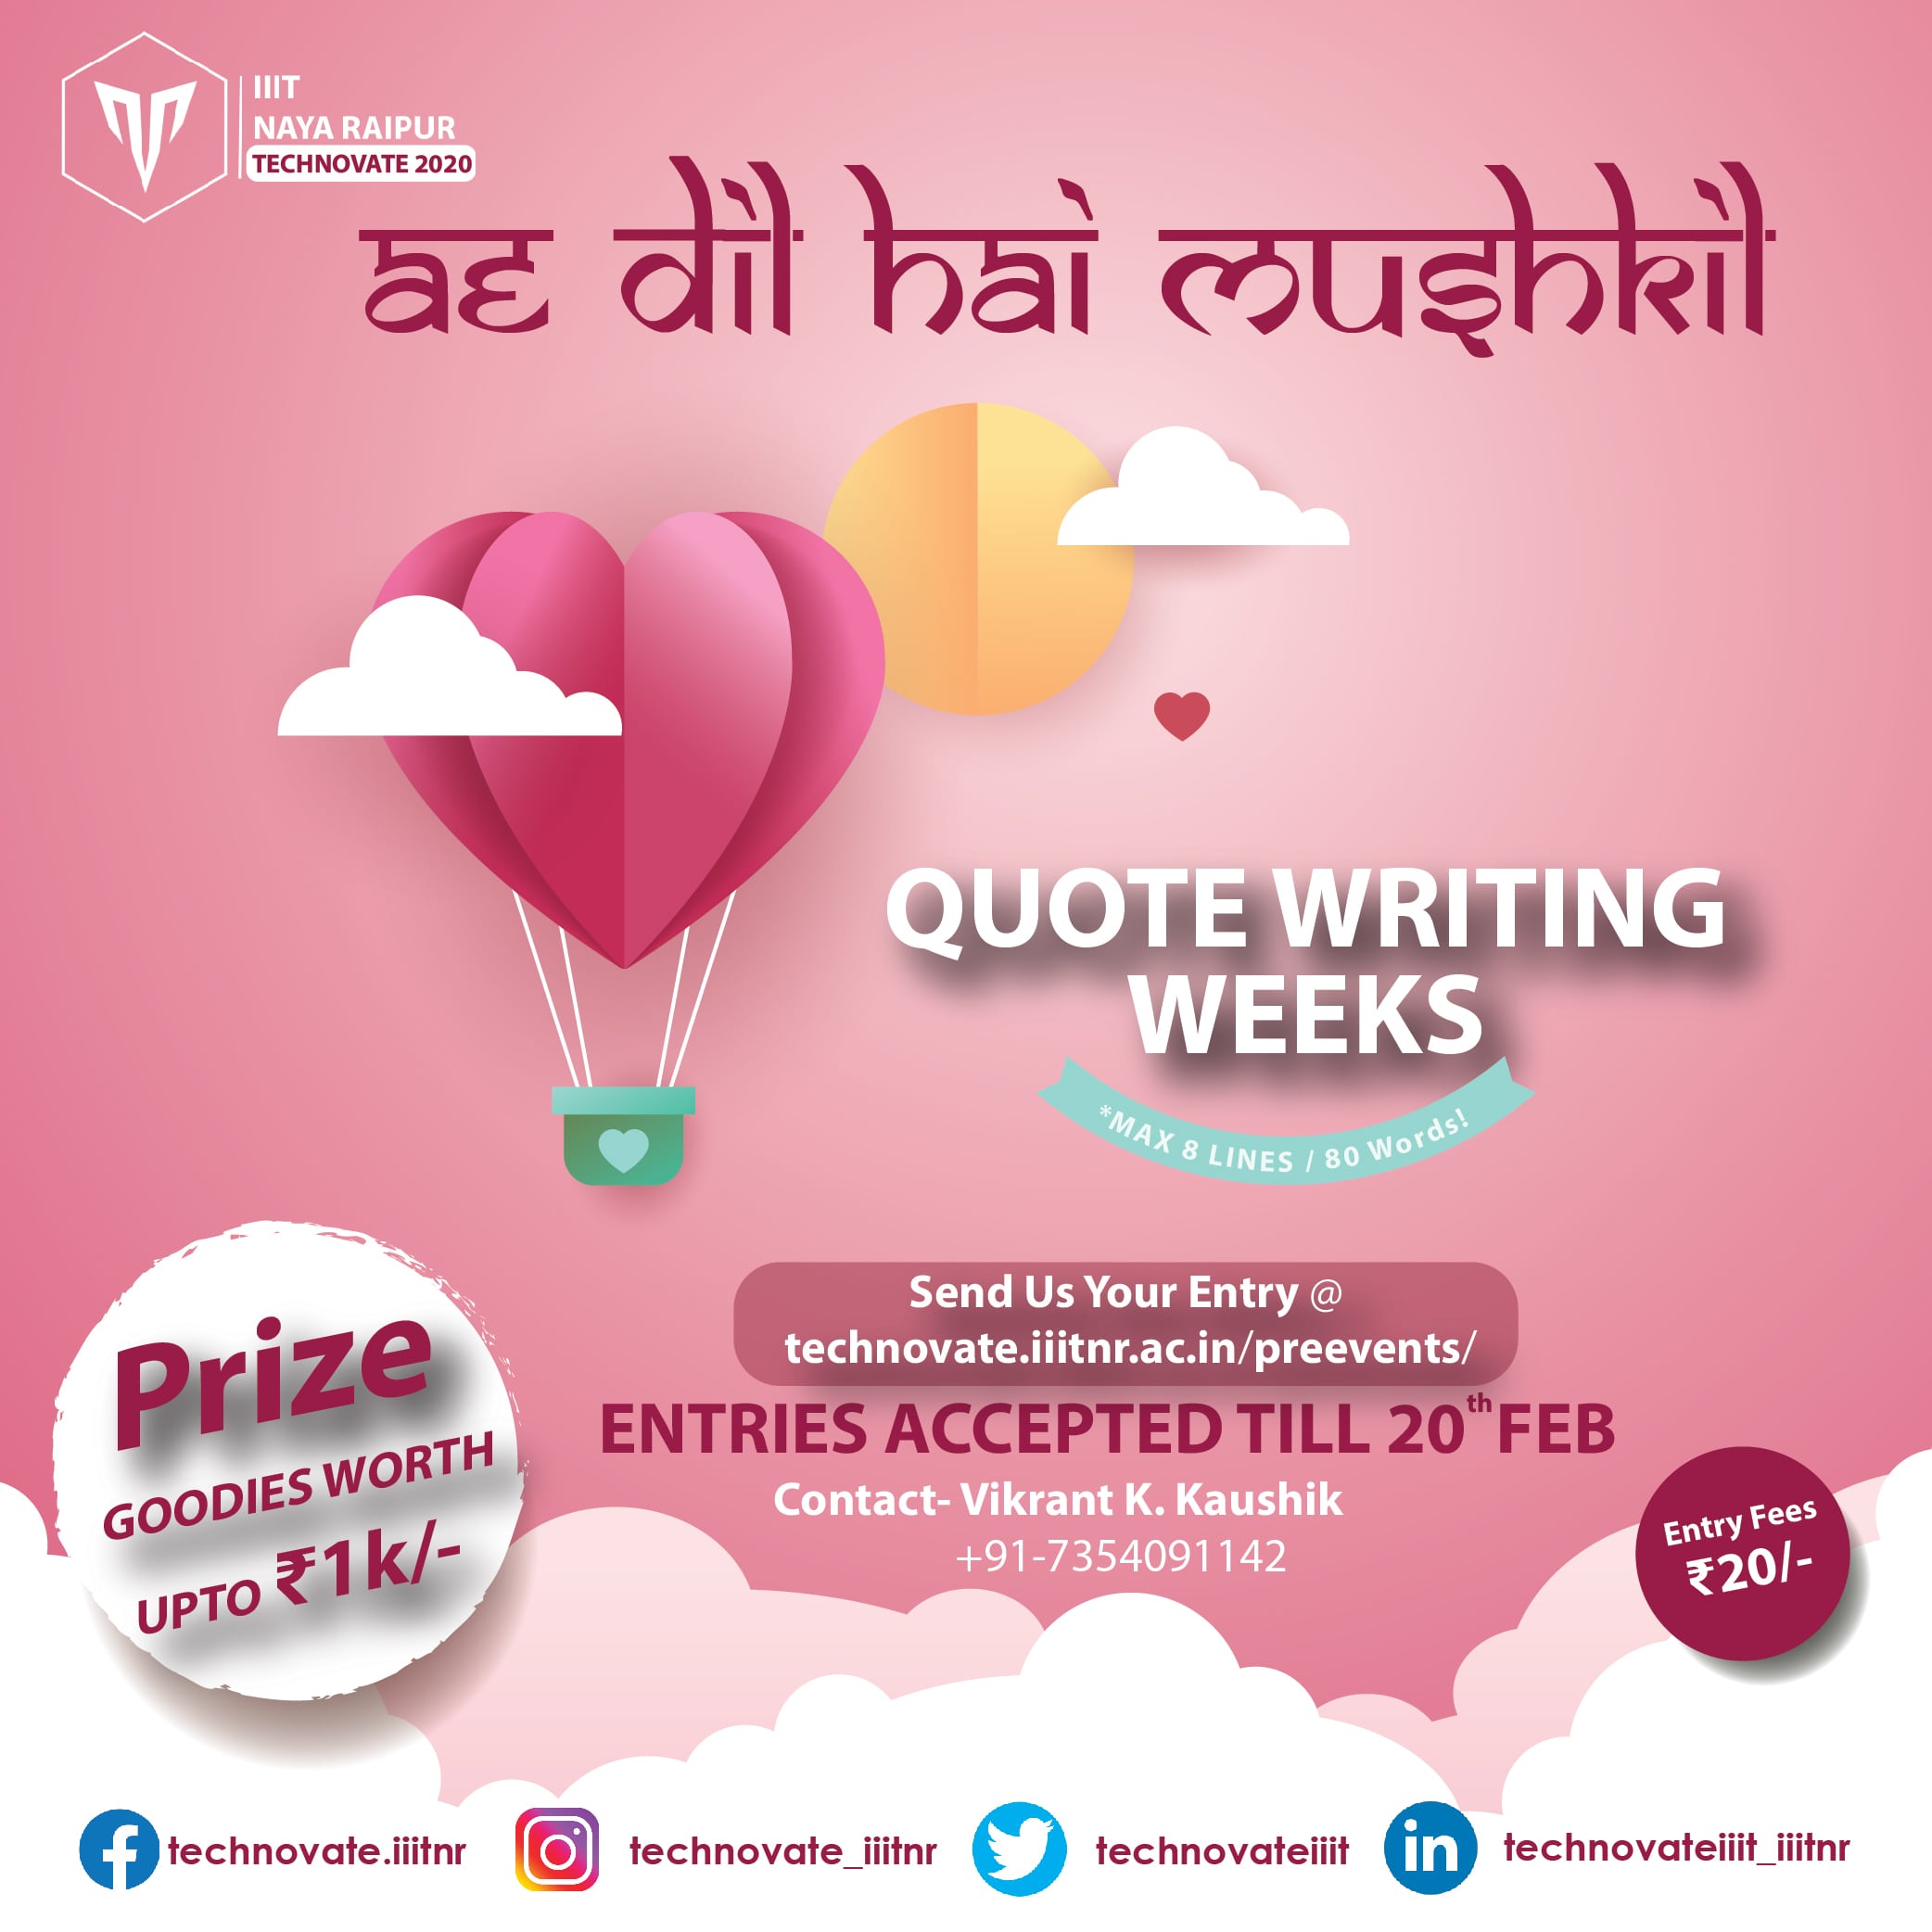 IIIT
NAYA RAIPUR
TECHNOVATE 2020
ae dil hai mushkil
QUOTE WRITING
WEEKS
*MAX 8 LINES / 80 Words!
Send Us Your Entry @
technovate.iiitnr.ac.in/preevents/
ENTRIES ACCEPTED TILL 20th FEB
Contact- Vikrant K. Kaushik
+91-7354091142
Prize
GOODIES WORTH
UPTO ₹1k/-
Entry Fees
₹20/-
technovate.iiitnr
technovate_iiitnr
technovateiiit
technovateiiit_iiitnr